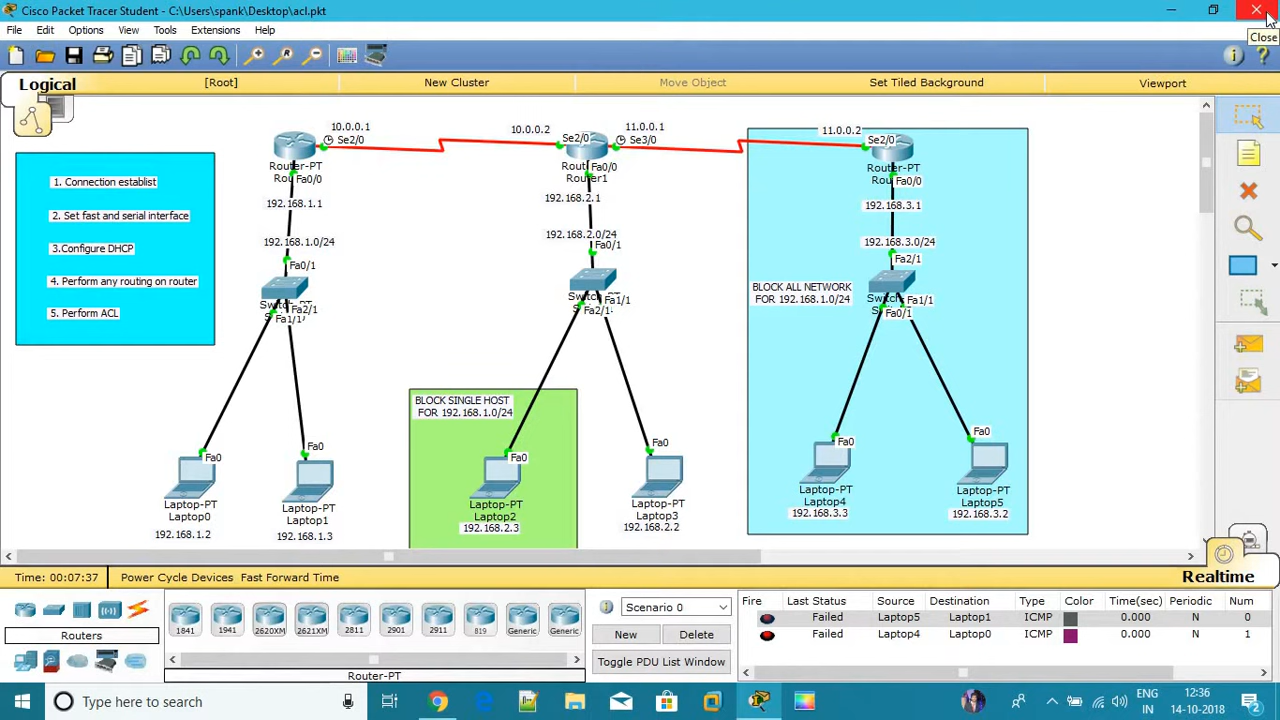 Cisco Packet Tracer Student - C:\Users\spank\Desktop\acl.pkt
Close
File Edit Options View Tools Extensions Help
Logical [Root] New Cluster Move Object Set Tiled Background Viewport
1. Connection establist
2. Set fast and serial interface
3.Configure DHCP
4. Perform any routing on router
5. Perform ACL
10.0.0.1
Se2/0
Router-PT
Fa0/0
192.168.1.1
192.168.1.0/24
Fa0/1
Fa2/1
Fa1/1
Fa0
Laptop-PT
Laptop0
192.168.1.2
Fa0
Laptop-PT
Laptop1
192.168.1.3
10.0.0.2
Se2/0
11.0.0.1
Se3/0
Fa0/0
Router1
192.168.2.1
192.168.2.0/24
Fa0/1
Fa1/1
Fa2/1
BLOCK SINGLE HOST
FOR 192.168.1.0/24
Fa0
Laptop-PT
Laptop2
192.168.2.3
Fa0
Laptop-PT
Laptop3
192.168.2.2
11.0.0.2
Se2/0
Router-PT
Fa0/0
192.168.3.1
192.168.3.0/24
Fa2/1
Fa1/1
Fa0/1
BLOCK ALL NETWORK
FOR 192.168.1.0/24
Fa0
Laptop-PT
Laptop4
192.168.3.3
Fa0
Laptop-PT
Laptop5
192.168.3.2
Time: 00:07:37 Power Cycle Devices Fast Forward Time
Realtime
Routers
1841 1941 2620XM 2621XM 2811 2901 2911 819 Generic Generic
Router-PT
Scenario 0
New Delete
Toggle PDU List Window
Fire Last Status Source Destination Type Color Time(sec) Periodic Num
Failed Laptop5 Laptop1 ICMP 0.000 N 0
Failed Laptop4 Laptop0 ICMP 0.000 N 1
Type here to search
ENG
IN
12:36
14-10-2018
2